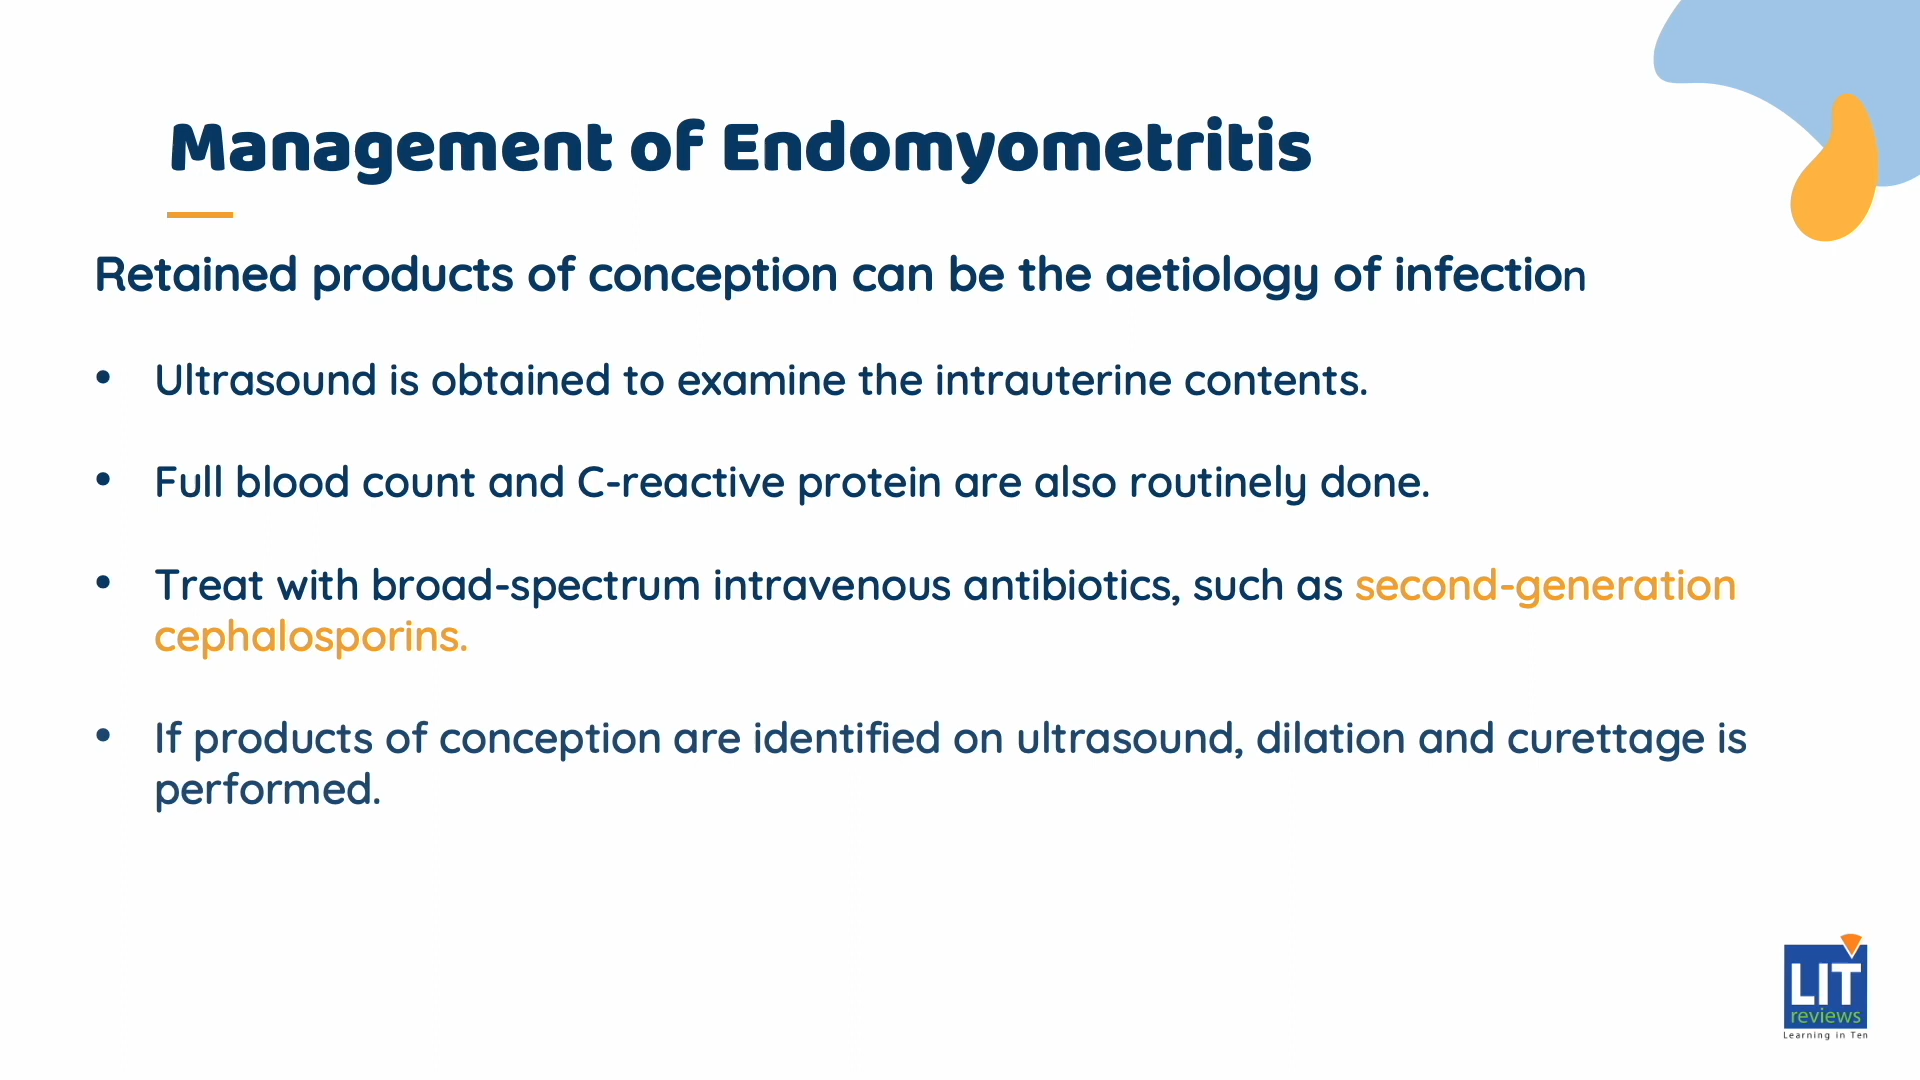 Management of Endomyometritis
Retained products of conception can be the aetiology of infection
• Ultrasound is obtained to examine the intrauterine contents.
• Full blood count and C-reactive protein are also routinely done.
• Treat with broad-spectrum intravenous antibiotics, such as second-generation
cephalosporins.
• If products of conception are identified on ultrasound, dilation and curettage is
performed.
LIT
reviews
Learning in Ten